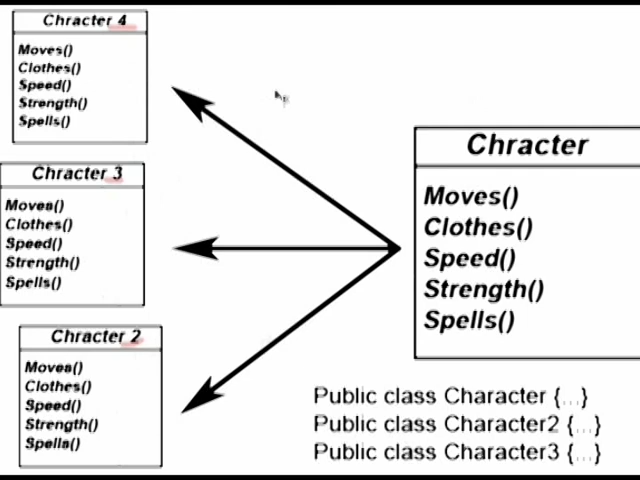 Chracter 4
Moves()
Clothes()
Speed()
Strength()
Spells()
Chracter 3
Moves()
Clothes()
Speed()
Strength()
Spells()
Chracter 2
Moves()
Clothes()
Speed()
Strength()
Spells()
Chracter
Moves()
Clothes()
Speed()
Strength()
Spells()
Public class Character {...}
Public class Character2 {...}
Public class Character3 {...}